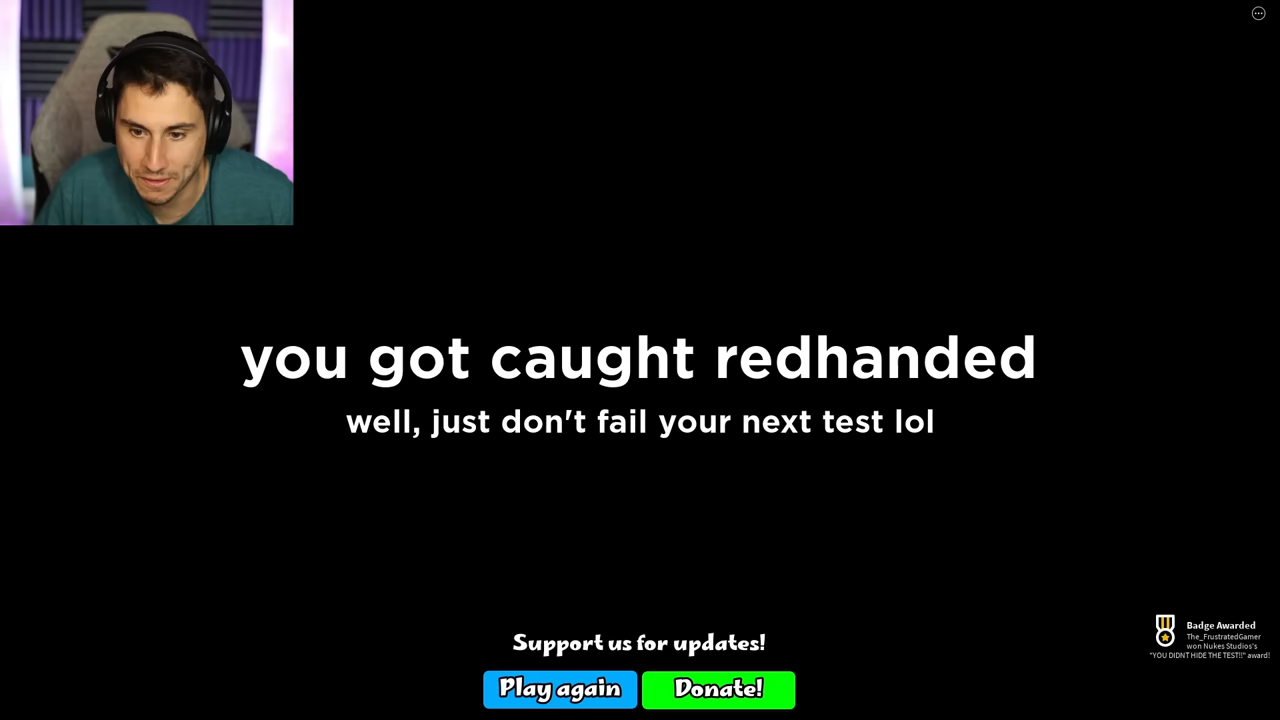 you got caught redhanded
well, just don't fail your next test lol
Support us for updates!
Play again
Donate!
Badge Awarded
The_FrustratedGamer
won Nukes Studios's
"YOU DIDNT HIDE THE TEST!!" award!